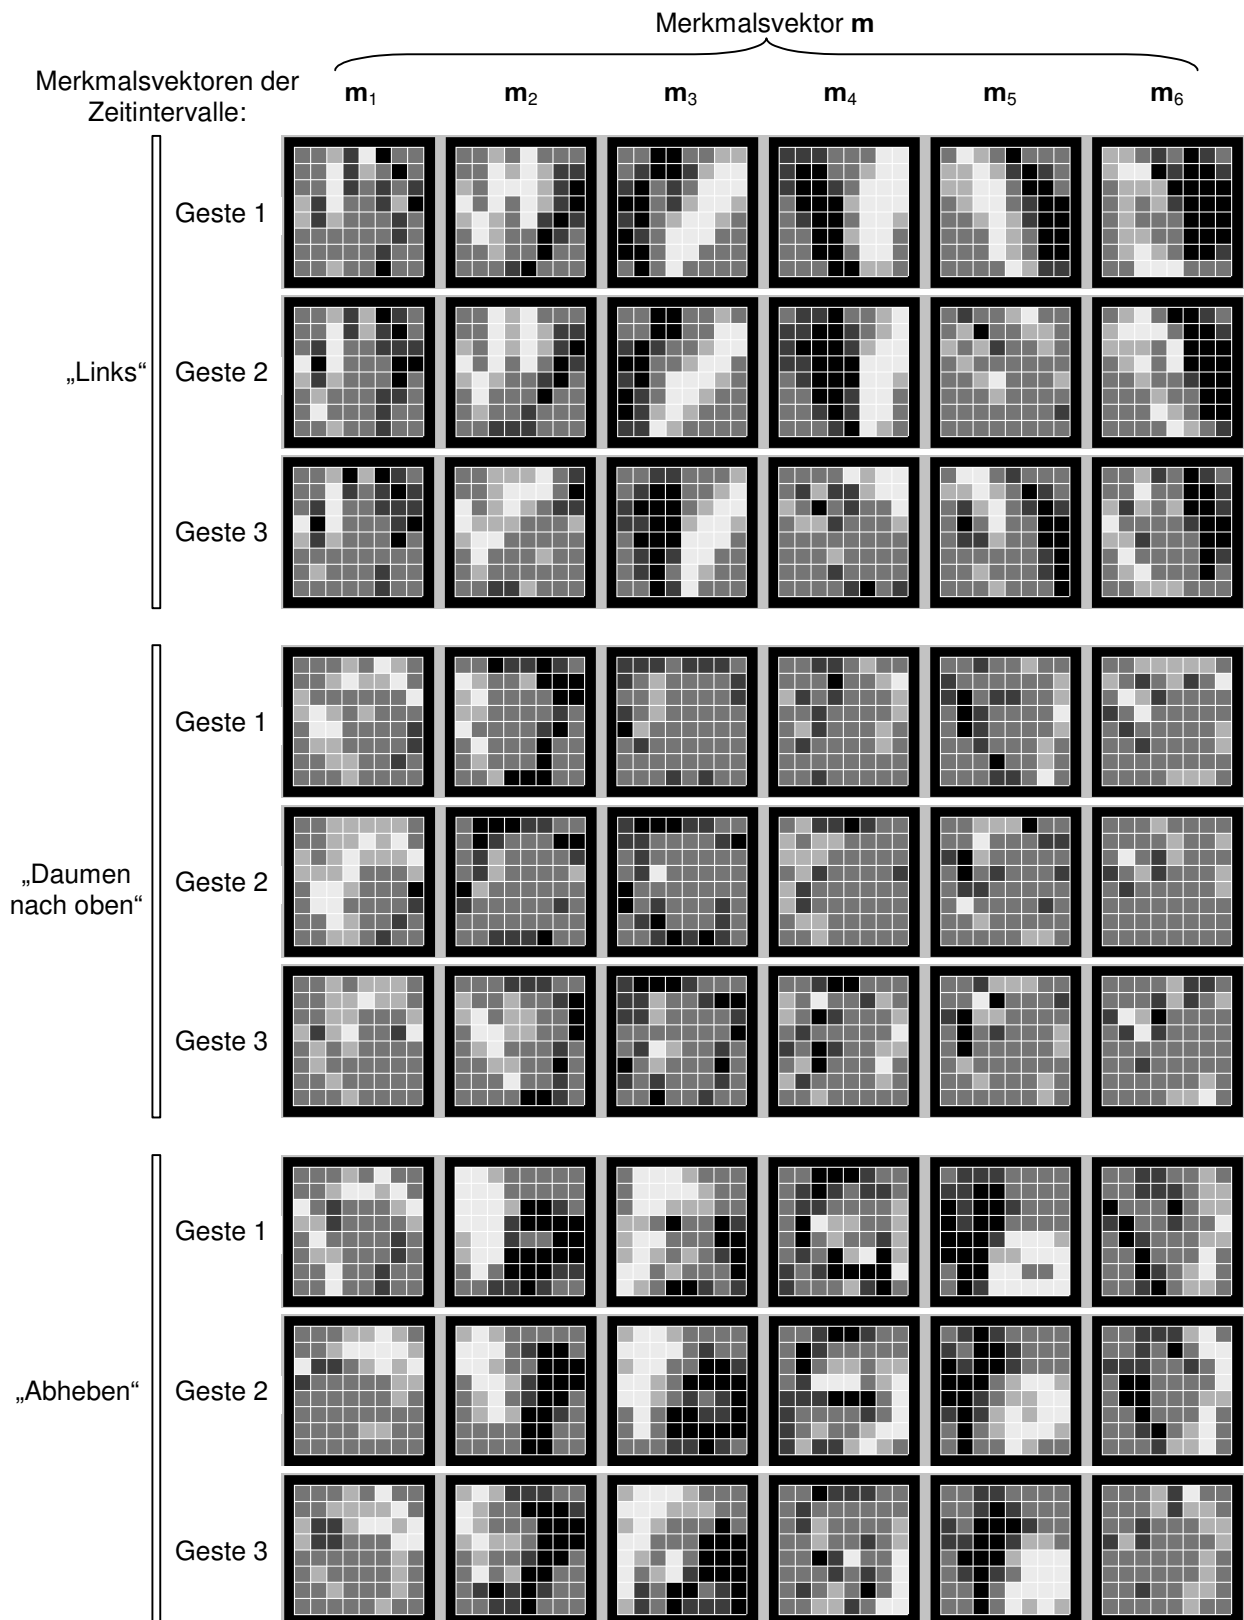 Merkmalsvektor m
Merkmalsvektoren der
Zeitintervalle:
m1 m2 m3 m4 m5 m6
Geste 1
„Links“ Geste 2
Geste 3
Geste 1
„Daumen
nach oben“
Geste 2
Geste 3
Geste 1
„Abheben“ Geste 2
Geste 3